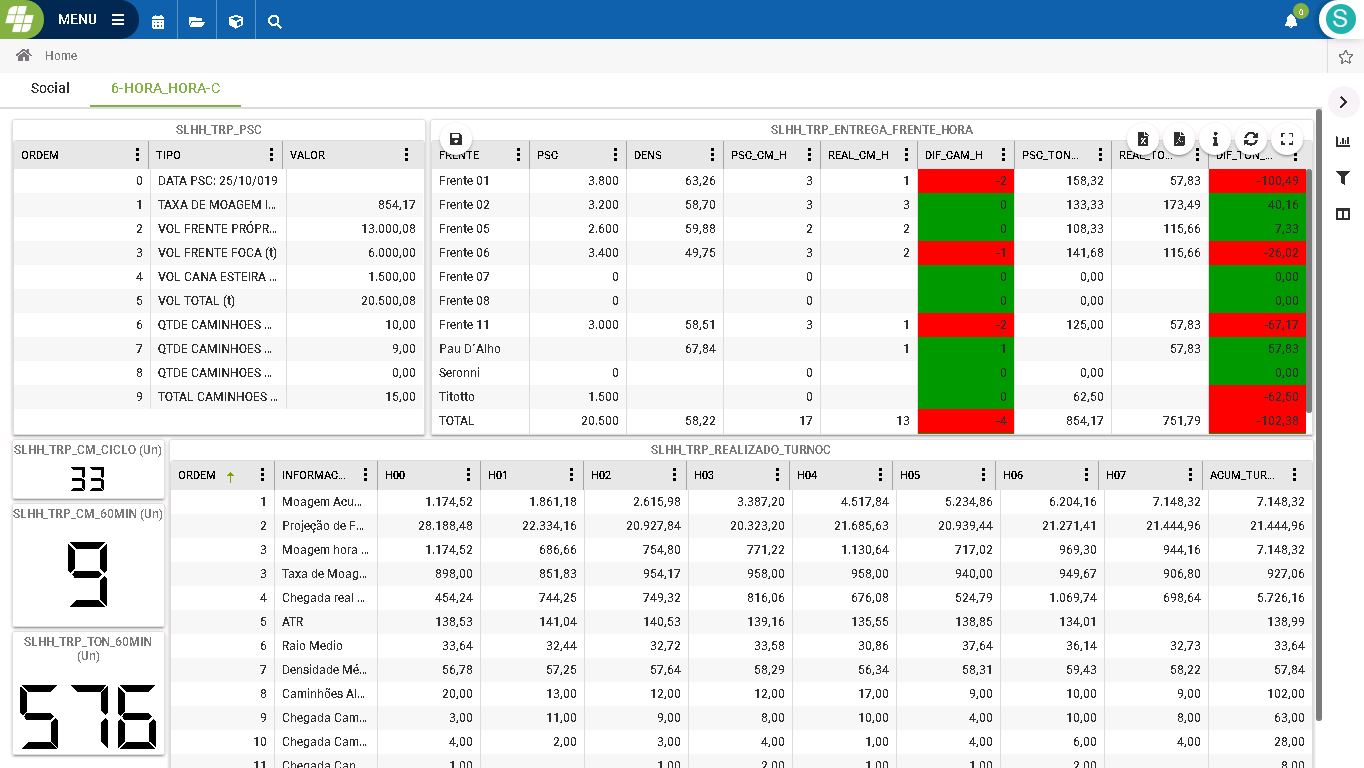 MENU
0
S
Home
Social 6-HORA_HORA-C
SLHH_TRP_PSC
ORDEM TIPO VALOR
0 DATA PSC: 25/10/019
1 TAXA DE MOAGEM I... 854,17
2 VOL FRENTE PRÓPR... 13.000,08
3 VOL FRENTE FOCA (t) 6.000,00
4 VOL CANA ESTEIRA ... 1.500,00
5 VOL TOTAL (t) 20.500,08
6 QTDE CAMINHOES ... 10,00
7 QTDE CAMINHOES ... 9,00
8 QTDE CAMINHOES ... 0,00
9 TOTAL CAMINHOES ... 15,00
SLHH_TRP_ENTREGA_FRENTE_HORA
FRENTE PSC DENS PSC_CM_H REAL_CM_H DIF_CAM_H PSC_TON... REAL_TO... DIF_TON_...
Frente 01 3.800 63,26 3 1 -2 158,32 57,83 -100,49
Frente 02 3.200 58,70 3 3 0 133,33 173,49 40,16
Frente 05 2.600 59,88 2 2 0 108,33 115,66 7,33
Frente 06 3.400 49,75 3 2 -1 141,68 115,66 -26,02
Frente 07 0 0 0 0,00 0,00
Frente 08 0 0 0 0,00 0,00
Frente 11 3.000 58,51 3 1 -2 125,00 57,83 -67,17
Pau D´Alho 67,84 1 1 57,83 57,83
Seronni 0 0 0,00 0,00
Titotto 1.500 0 0 62,50 -62,50
TOTAL 20.500 58,22 17 13 -4 854,17 751,79 -102,38
SLHH_TRP_CM_CICLO (Un)
33
SLHH_TRP_CM_60MIN (Un)
9
SLHH_TRP_TON_60MIN
(Un)
576
SLHH_TRP_REALIZADO_TURNOC
ORDEM INFORMAC... H00 H01 H02 H03 H04 H05 H06 H07 ACUM_TUR...
1 Moagem Acu... 1.174,52 1.861,18 2.615,98 3.387,20 4.517,84 5.234,86 6.204,16 7.148,32 7.148,32
2 Projeção de F... 28.188,48 22.334,16 20.927,84 20.323,20 21.685,63 20.939,44 21.271,41 21.444,96 21.444,96
3 Moagem hora ... 1.174,52 686,66 754,80 771,22 1.130,64 717,02 969,30 944,16 7.148,32
3 Taxa de Moag... 898,00 851,83 954,17 958,00 958,00 940,00 949,67 906,80 927,06
4 Chegada real ... 454,24 744,25 749,32 816,06 676,08 524,79 1.069,74 698,64 5.726,16
5 ATR 138,53 141,04 140,53 139,16 135,55 138,85 134,01 138,99
6 Raio Medio 33,64 32,44 32,72 33,58 30,86 37,64 36,14 32,73 33,64
7 Densidade Mé... 56,78 57,25 57,64 58,29 56,34 58,31 59,43 58,22 57,84
8 Caminhões Al... 20,00 13,00 12,00 12,00 17,00 9,00 10,00 9,00 102,00
9 Chegada Cam... 3,00 11,00 9,00 8,00 10,00 4,00 10,00 8,00 63,00
10 Chegada Cam... 4,00 2,00 3,00 4,00 1,00 4,00 6,00 4,00 28,00
11 Chegada Can... 1,00 1,00 2,00 1,00 1,00 2,00 8,00